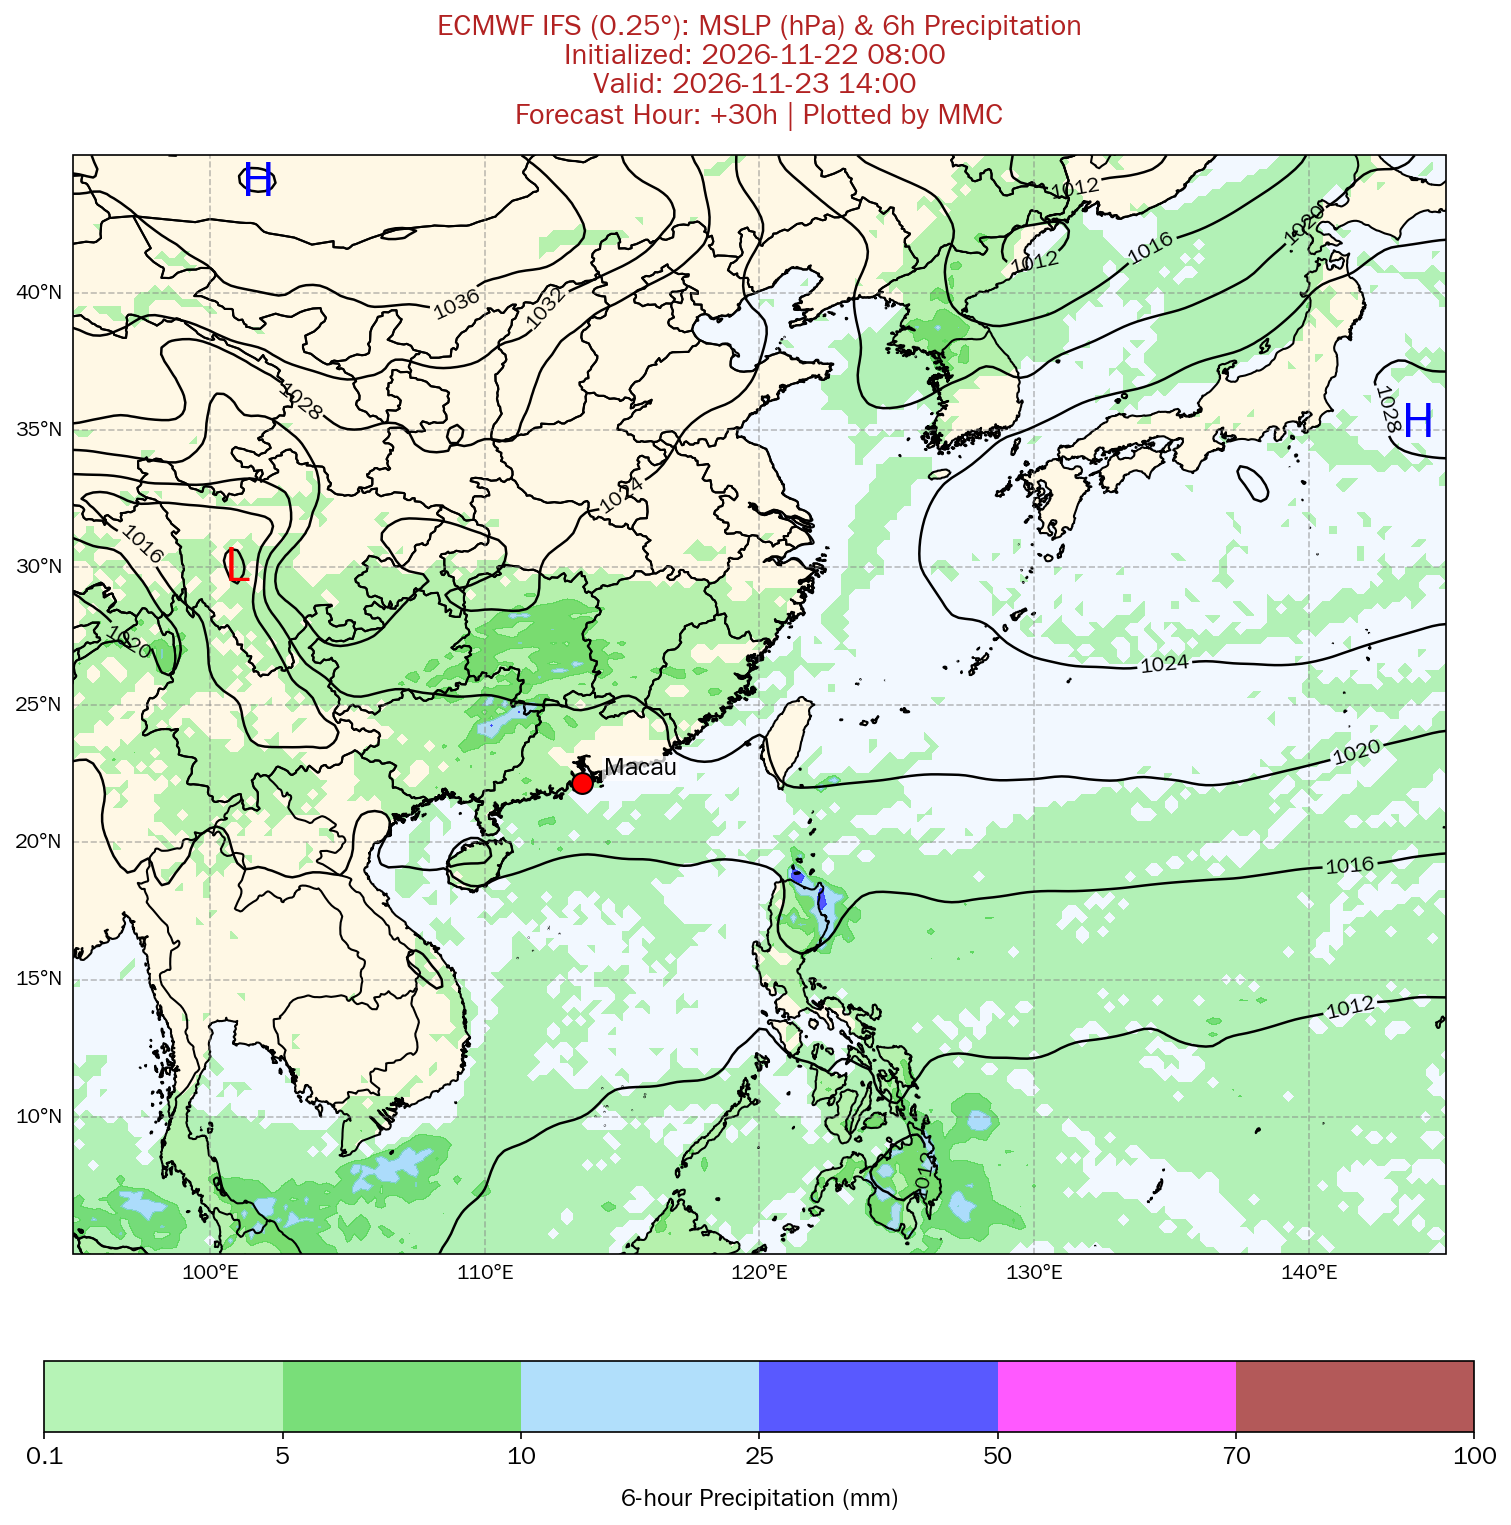 ECMWF IFS (0.25°): MSLP (hPa) & 6h Precipitation
Initialized: 2026-11-22 08:00
Valid: 2026-11-23 14:00
Forecast Hour: +30h | Plotted by MMC
H
1012
1020
1016
1012
40°N
1036
1032
1028
1028
H
35°N
1024
1016
L
30°N
1020
1024
25°N
1020
Macau
20°N
1016
15°N
1012
10°N
1012
100°E
110°E
120°E
130°E
140°E
0.1
5
10
25
50
70
100
6-hour Precipitation (mm)